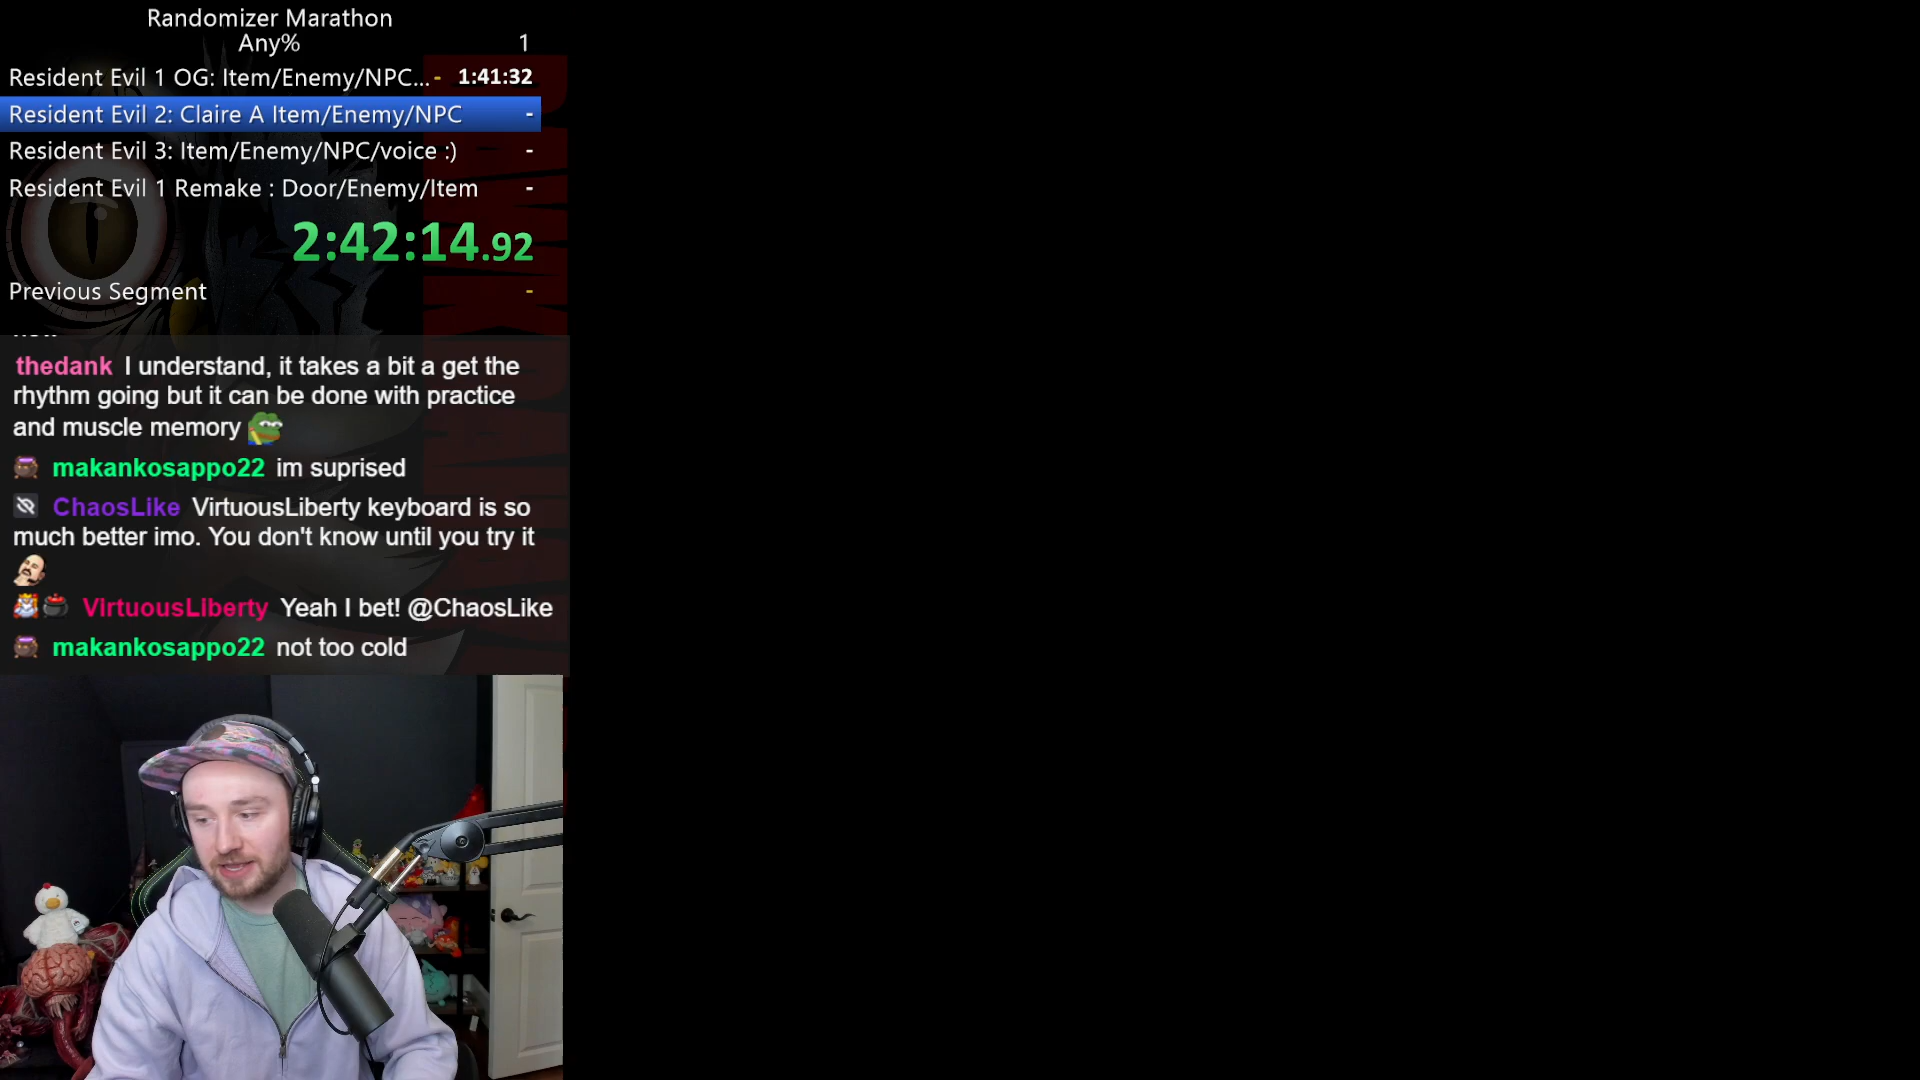 Randomizer Marathon
Any% 1
Resident Evil 1 OG: Item/Enemy/NPC... - 1:41:32
Resident Evil 2: Claire A Item/Enemy/NPC -
Resident Evil 3: Item/Enemy/NPC/voice :) -
Resident Evil 1 Remake : Door/Enemy/Item -
2:42:14.92
Previous Segment -
thedank I understand, it takes a bit a get the
rhythm going but it can be done with practice
and muscle memory
makankosappo22 im suprised
ChaosLike VirtuousLiberty keyboard is so
much better imo. You don't know until you try it
VirtuousLiberty Yeah I bet! @ChaosLike
makankosappo22 not too cold